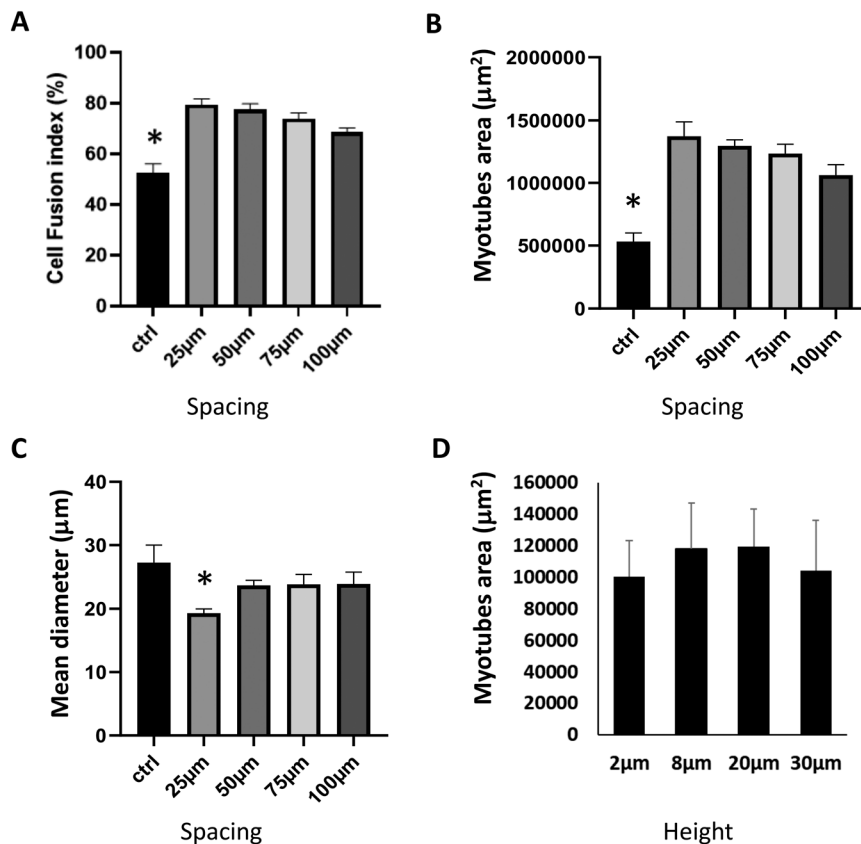 A
Cell Fusion index (%)
100
80
60
40
20
0
*
ctrl
25μm
50μm
75μm
100μm
Spacing
B
Myotubes area (μm²)
2000000
1500000
1000000
500000
0
*
ctrl
25μm
50μm
75μm
100μm
Spacing
C
Mean diameter (μm)
40
30
20
10
0
*
ctrl
25μm
50μm
75μm
100μm
Spacing
D
Myotubes area (μm²)
160000
140000
120000
100000
80000
60000
40000
20000
0
2μm
8μm
20μm
30μm
Height